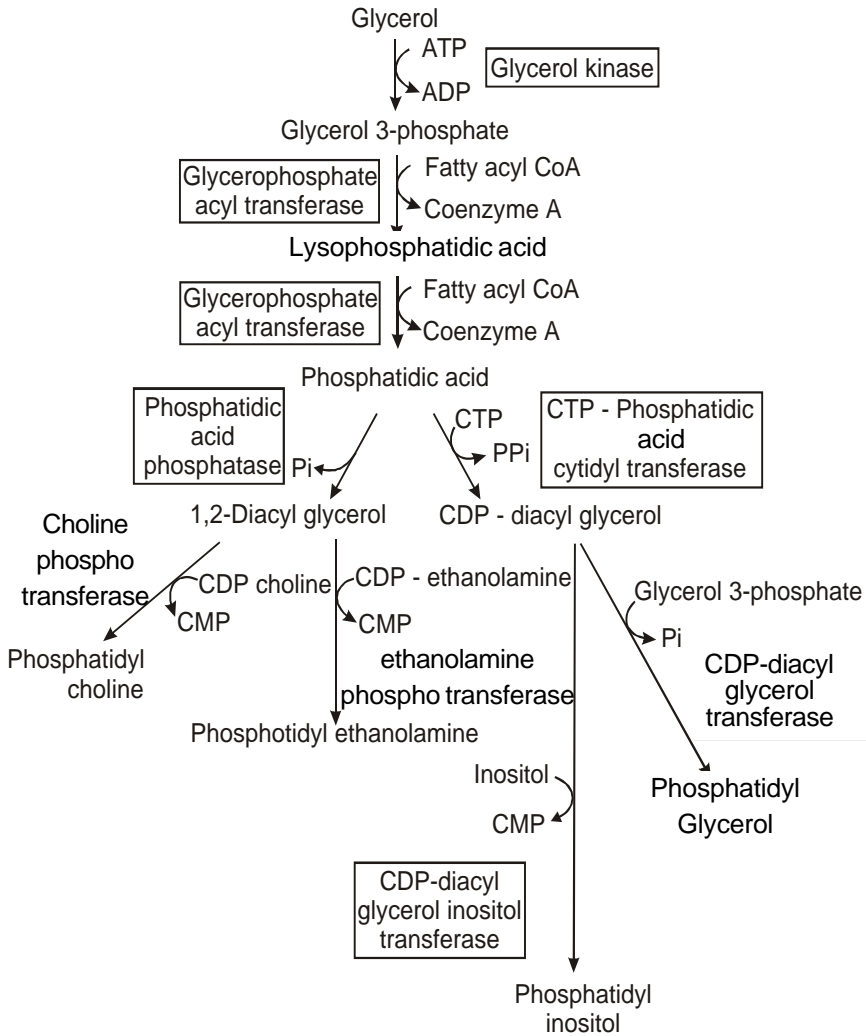 Glycerol
ATP
Glycerol kinase
ADP
Glycerol 3-phosphate
Glycerophosphate
acyl transferase
Fatty acyl CoA
Coenzyme A
Lysophosphatidic acid
Glycerophosphate
acyl transferase
Fatty acyl CoA
Coenzyme A
Phosphatidic acid
Phosphatidic
acid
phosphatase
Pi
CTP
PPi
CTP - Phosphatidic
acid
cytidyl transferase
1,2-Diacyl glycerol
CDP - diacyl glycerol
Choline
phospho
transferase
CDP choline
CMP
Phosphatidyl
choline
CDP - ethanolamine
CMP
ethanolamine
phospho transferase
Phosphotidyl ethanolamine
Glycerol 3-phosphate
Pi
CDP-diacyl
glycerol
transferase
Phosphatidyl
Glycerol
Inositol
CMP
CDP-diacyl
glycerol inositol
transferase
Phosphatidyl
inositol